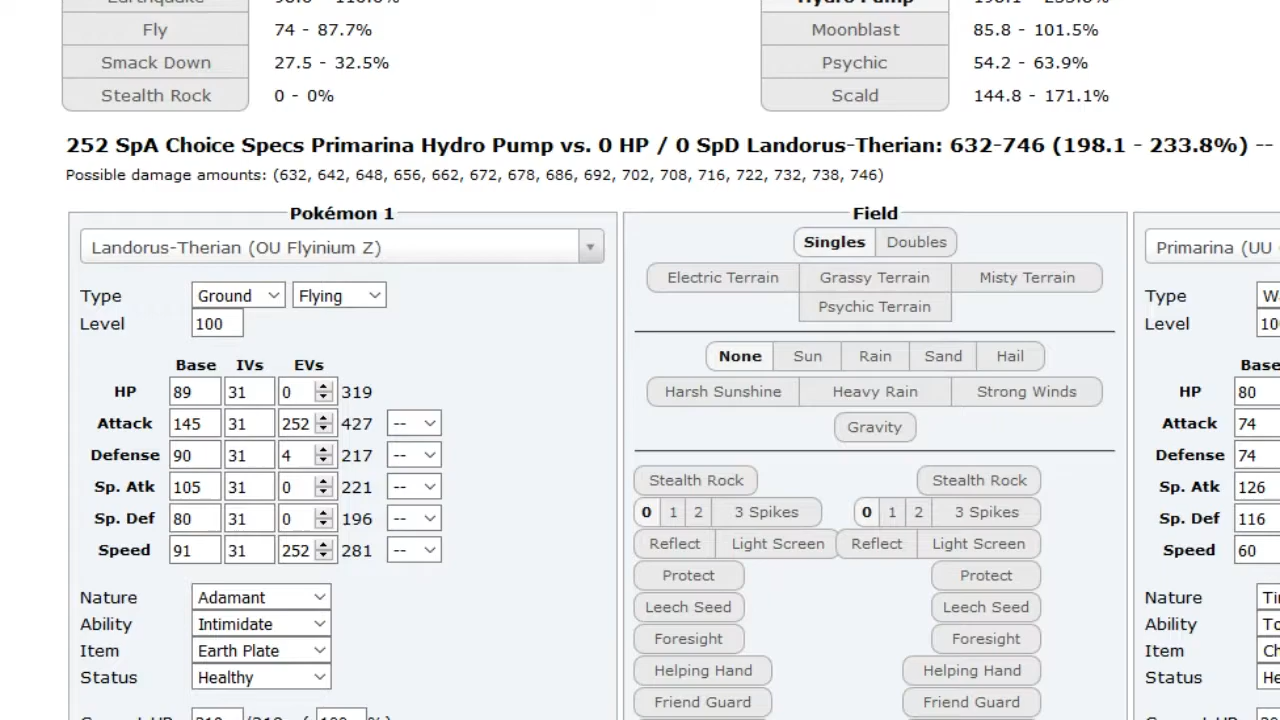 Earthquake
Hydro Pump
Fly 74 - 87.7% Moonblast 85.8 - 101.5%
Smack Down 27.5 - 32.5% Psychic 54.2 - 63.9%
Stealth Rock 0 - 0% Scald 144.8 - 171.1%
252 SpA Choice Specs Primarina Hydro Pump vs. 0 HP / 0 SpD Landorus-Therian: 632-746 (198.1 - 233.8%) --
Possible damage amounts: (632, 642, 648, 656, 662, 672, 678, 686, 692, 702, 708, 716, 722, 732, 738, 746)
Pokémon 1 Field
Landorus-Therian (OU Flyinium Z) Singles Doubles Primarina (UU
Electric Terrain Grassy Terrain Misty Terrain
Type Ground Flying Psychic Terrain Type
Level 100 Level 100
None Sun Rain Sand Hail
Base IVs EVs Base
HP 89 31 0 319 Harsh Sunshine Heavy Rain Strong Winds HP 80
Attack 145 31 252 427 -- Gravity Attack 74
Defense 90 31 4 217 -- Defense 74
Sp. Atk 105 31 0 221 -- Stealth Rock Stealth Rock Sp. Atk 126
Sp. Def 80 31 0 196 -- 0 1 2 3 Spikes 0 1 2 3 Spikes Sp. Def 116
Speed 91 31 252 281 -- Reflect Light Screen Reflect Light Screen Speed 60
Protect Protect
Nature Adamant Leech Seed Leech Seed Nature
Ability Intimidate Foresight Foresight Ability
Item Earth Plate Helping Hand Helping Hand Item
Status Healthy Friend Guard Friend Guard Status